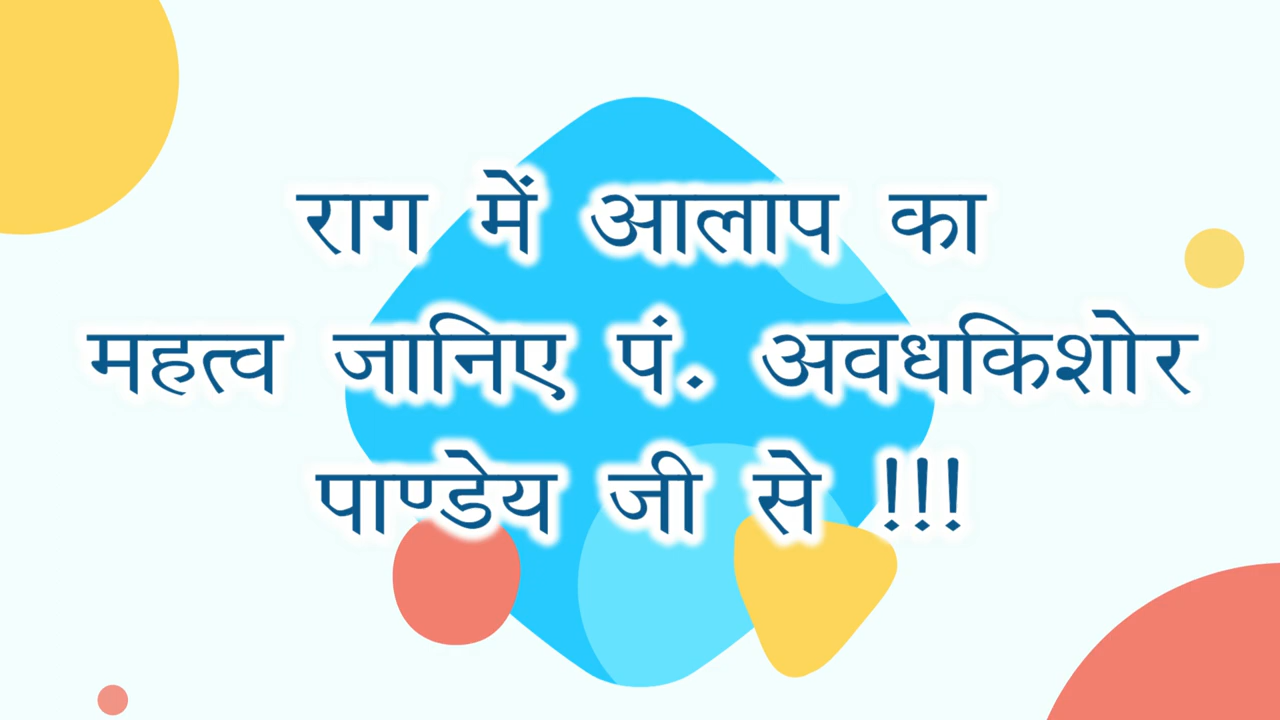 राग में आलाप का
महत्व जानिए पं. अवधकिशोर
पाण्डेय जी से !!!